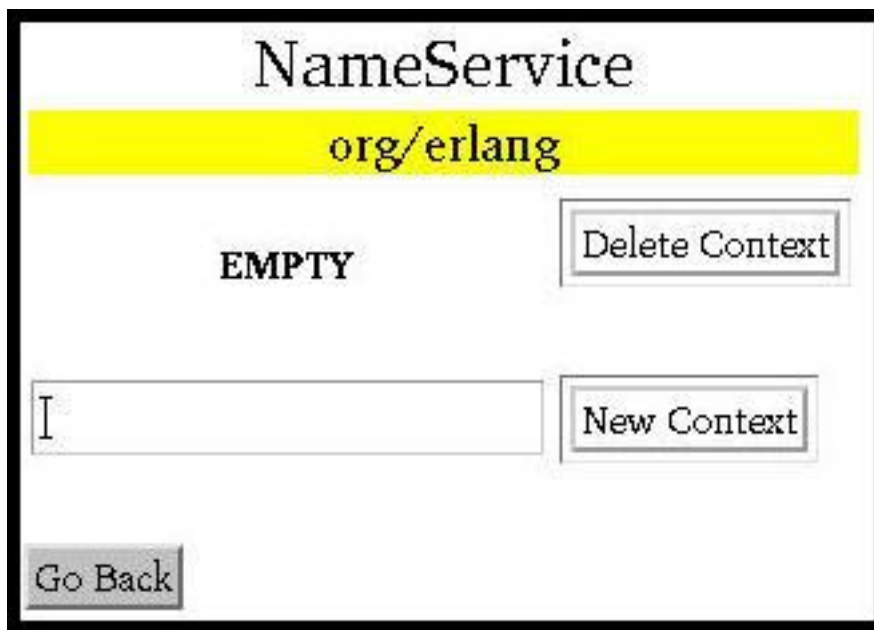 NameService
org/erlang
EMPTY
Delete Context
New Context
Go Back